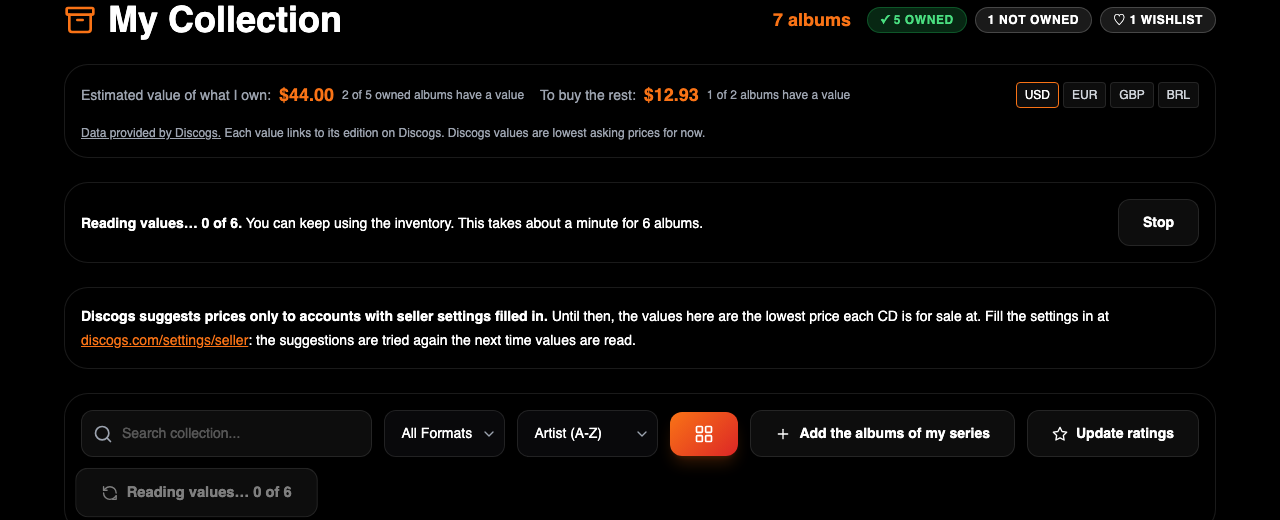 My Collection
7 albums
✓ 5 OWNED
1 NOT OWNED
♡ 1 WISHLIST
Estimated value of what I own: $44.00 2 of 5 owned albums have a value To buy the rest: $12.93 1 of 2 albums have a value
USD EUR GBP BRL
Data provided by Discogs. Each value links to its edition on Discogs. Discogs values are lowest asking prices for now.
Reading values… 0 of 6. You can keep using the inventory. This takes about a minute for 6 albums.
Stop
Discogs suggests prices only to accounts with seller settings filled in. Until then, the values here are the lowest price each CD is for sale at. Fill the settings in at
discogs.com/settings/seller: the suggestions are tried again the next time values are read.
Search collection...
All Formats
Artist (A-Z)
Add the albums of my series
Update ratings
Reading values… 0 of 6